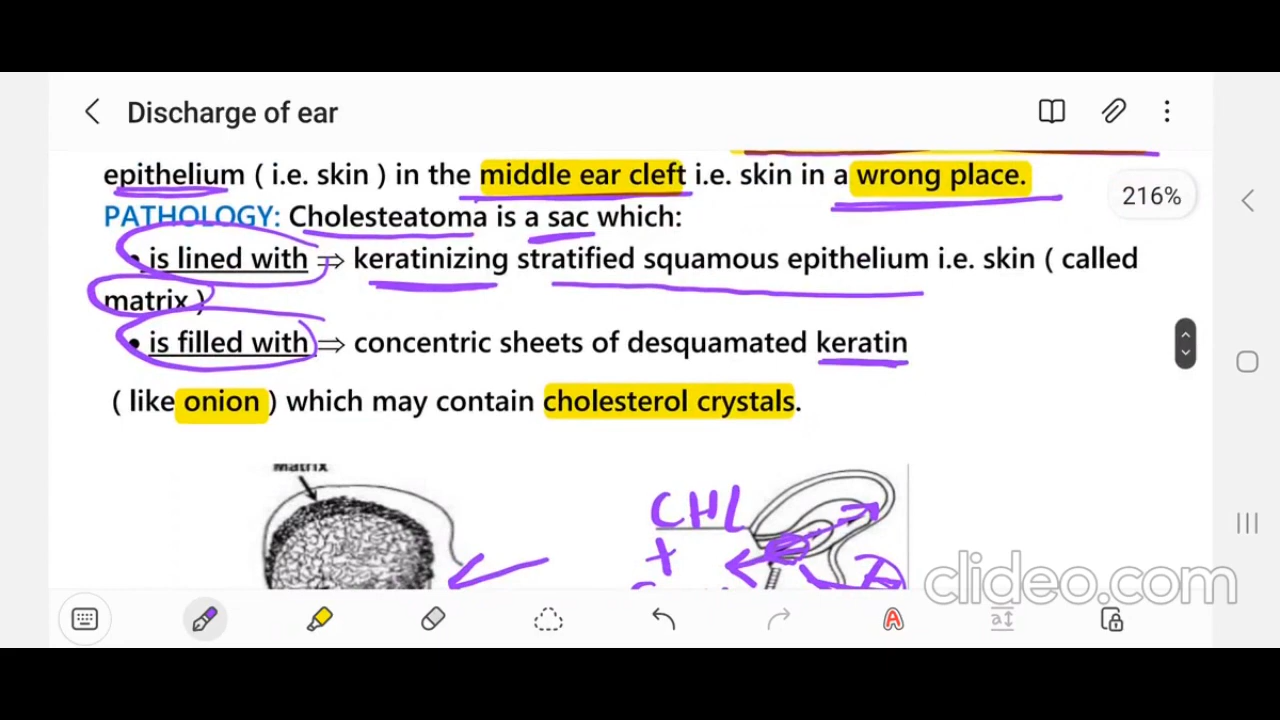 Discharge of ear
epithelium ( i.e. skin ) in the middle ear cleft i.e. skin in a wrong place.
216%
PATHOLOGY: Cholesteatoma is a sac which:
• is lined with ⇒ keratinizing stratified squamous epithelium i.e. skin ( called
matrix )
• is filled with ⇒ concentric sheets of desquamated keratin
( like onion ) which may contain cholesterol crystals.
matrix
CHL
+
clideo.com
A